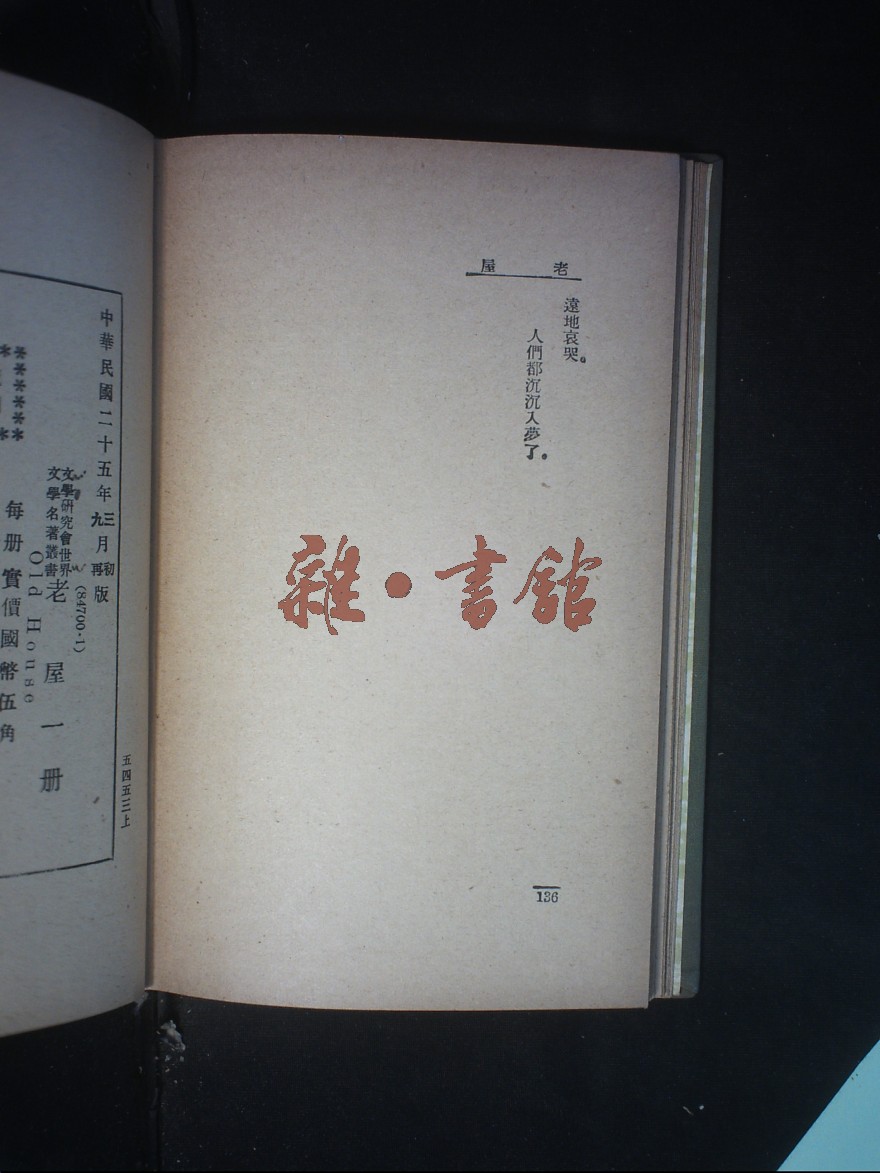 老屋
遠地哀哭。
人們都沉沉入夢了。
136
雜·書館
中華民國二十五年三月初版
九月再版
(84700·1)
文學研究會世界
文學名著叢書
老屋一册
Old House
每册實價國幣伍角
*****
五四五三上